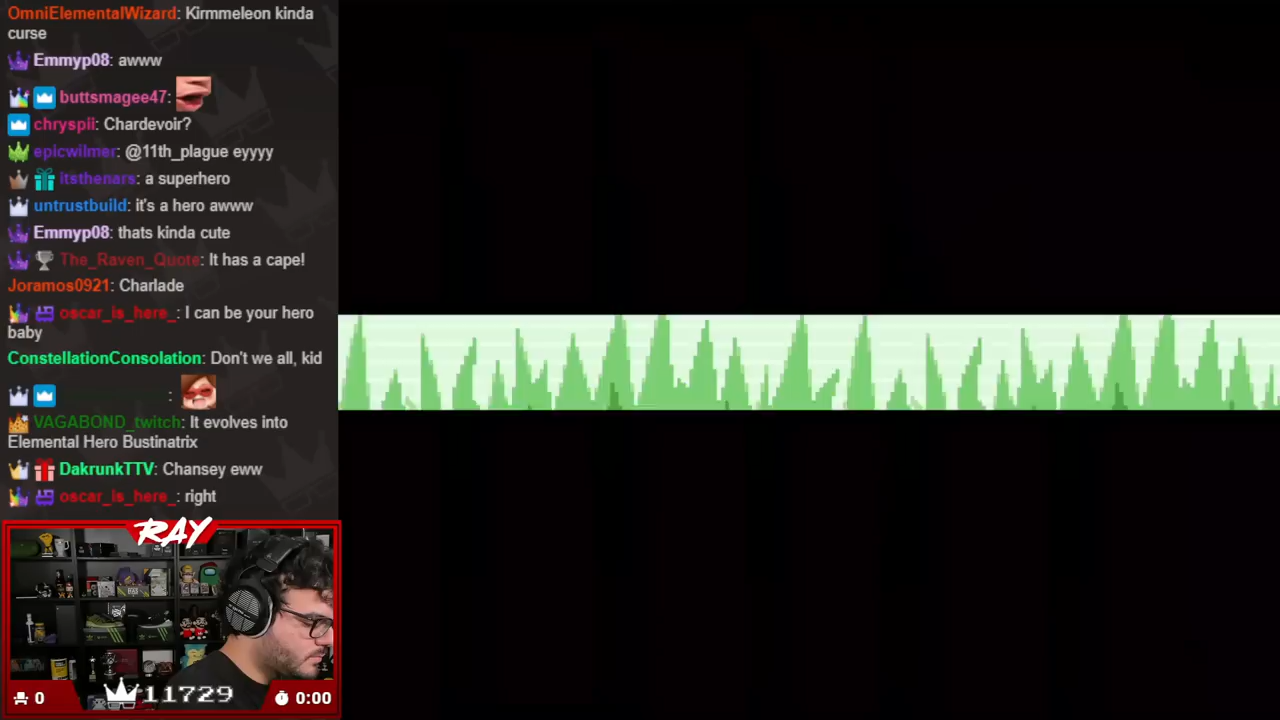 OmniElementalWizard: Kirmmeleon kinda
curse
Emmyp08: awww
buttsmagee47:
chryspii: Chardevoir?
epicwilmer: @11th_plague eyyyy
itsthenars: a superhero
untrustbuild: it's a hero awww
Emmyp08: thats kinda cute
The_Raven_Quote: It has a cape!
Joramos0921: Charlade
oscar_is_here_: I can be your hero
baby
ConstellationConsolation: Don't we all, kid
:
VAGABOND_twitch: It evolves into
Elemental Hero Bustinatrix
DakrunkTTV: Chansey eww
oscar_is_here_: right
RAY
0
11729
0:00